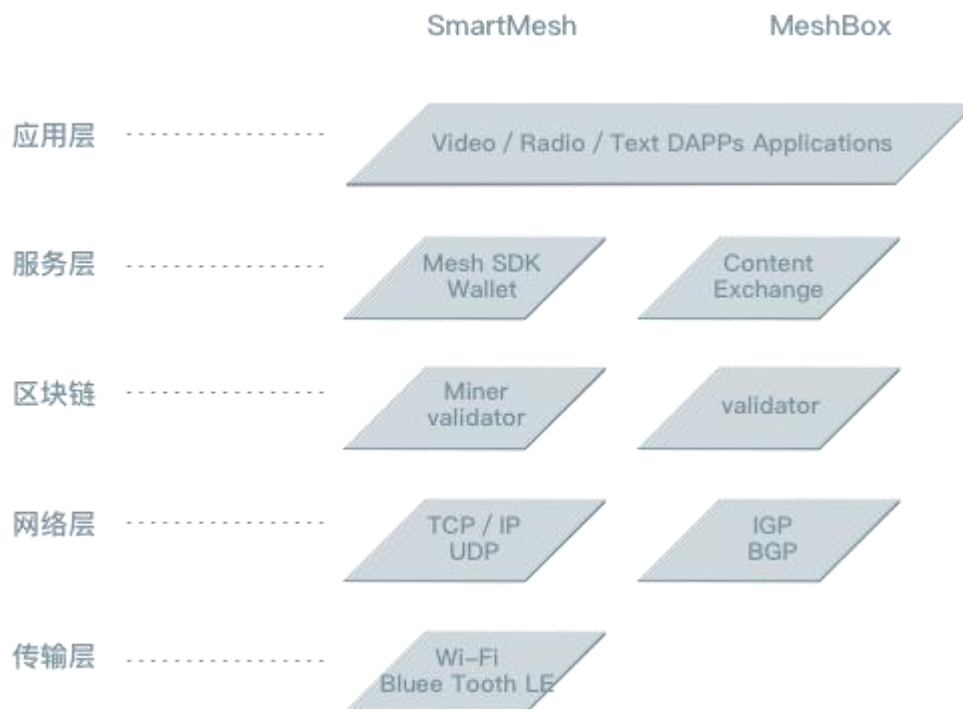 SmartMesh MeshBox
应用层
Video / Radio / Text DAPPs Applications
服务层
Mesh SDK
Wallet
Content
Exchange
区块链
Miner
validator
validator
网络层
TCP / IP
UDP
IGP
BGP
传输层
Wi-Fi
Bluee Tooth LE